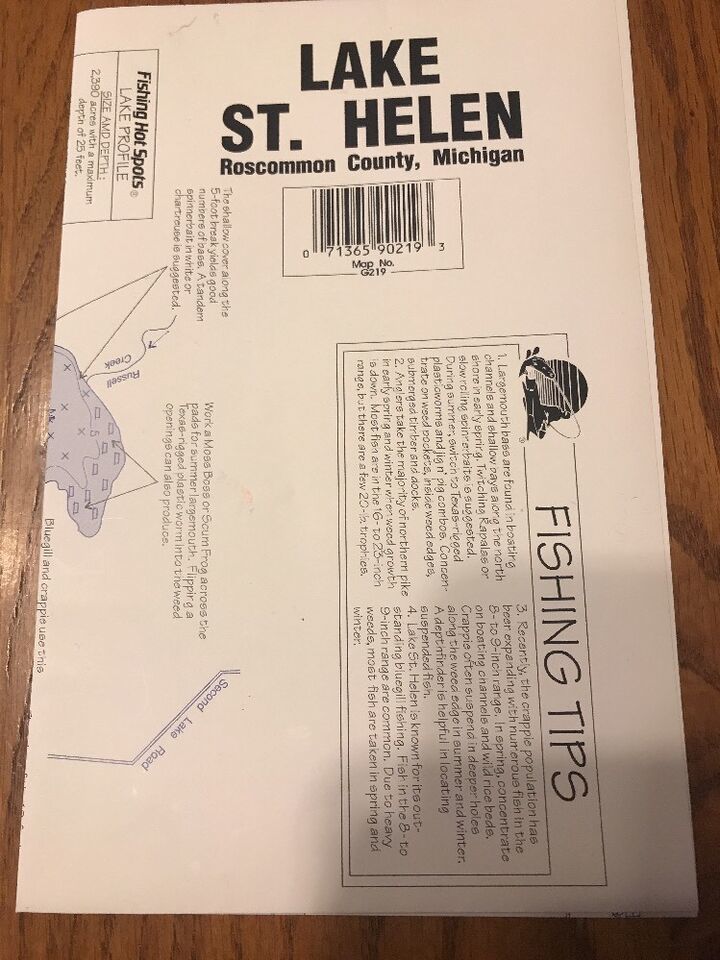 LAKE
ST. HELEN
Roscommon County, Michigan
0 71365 90219 3
Map No.
G219
Fishing Hot Spots®
LAKE PROFILE
SIZE AND DEPTH:
2,390 acres with a maximum
depth of 25 feet.
The shallow cover along the
5-foot break yields good
numbers of bass. A tandem
spinnerbait in white or
chartreuse is suggested.
Russell
Creek
5
Work a Moss Boss or Scum Frog across the
pads for summer largemouth. Flipping a
Texas-rigged plastic worm into the weed
openings can also produce.
Bluegill and crappie use this
Second Lake Road
®
FISHING TIPS
1. Largemouth bass are found in boating
channels and shallow bays along the north
shore in early spring. Twitching Rapalas or
slow rolling spinnerbaits is suggested.
During summer, switch to Texas-rigged
plastic worms and jig n' pig combos. Concen-
trate on weed pockets, inside weed edges,
submerged timber and docks.
2. Anglers take the majority of northern pike
in early spring and winter when weed growth
is down. Most fish are in the 16- to 23-inch
range, but there are a few 20-lb. trophies.
3. Recently, the crappie population has
been expanding with numerous fish in the
8- to 9-inch range. In spring, concentrate
on boating channels and wild rice beds.
Crappie often suspend in deeper holes
along the weed edge in summer and winter.
A depthfinder is helpful in locating
suspended fish.
4. Lake St. Helen is known for its out-
standing bluegill fishing. Fish in the 8- to
9-inch range are common. Due to heavy
weeds, most fish are taken in spring and
winter.